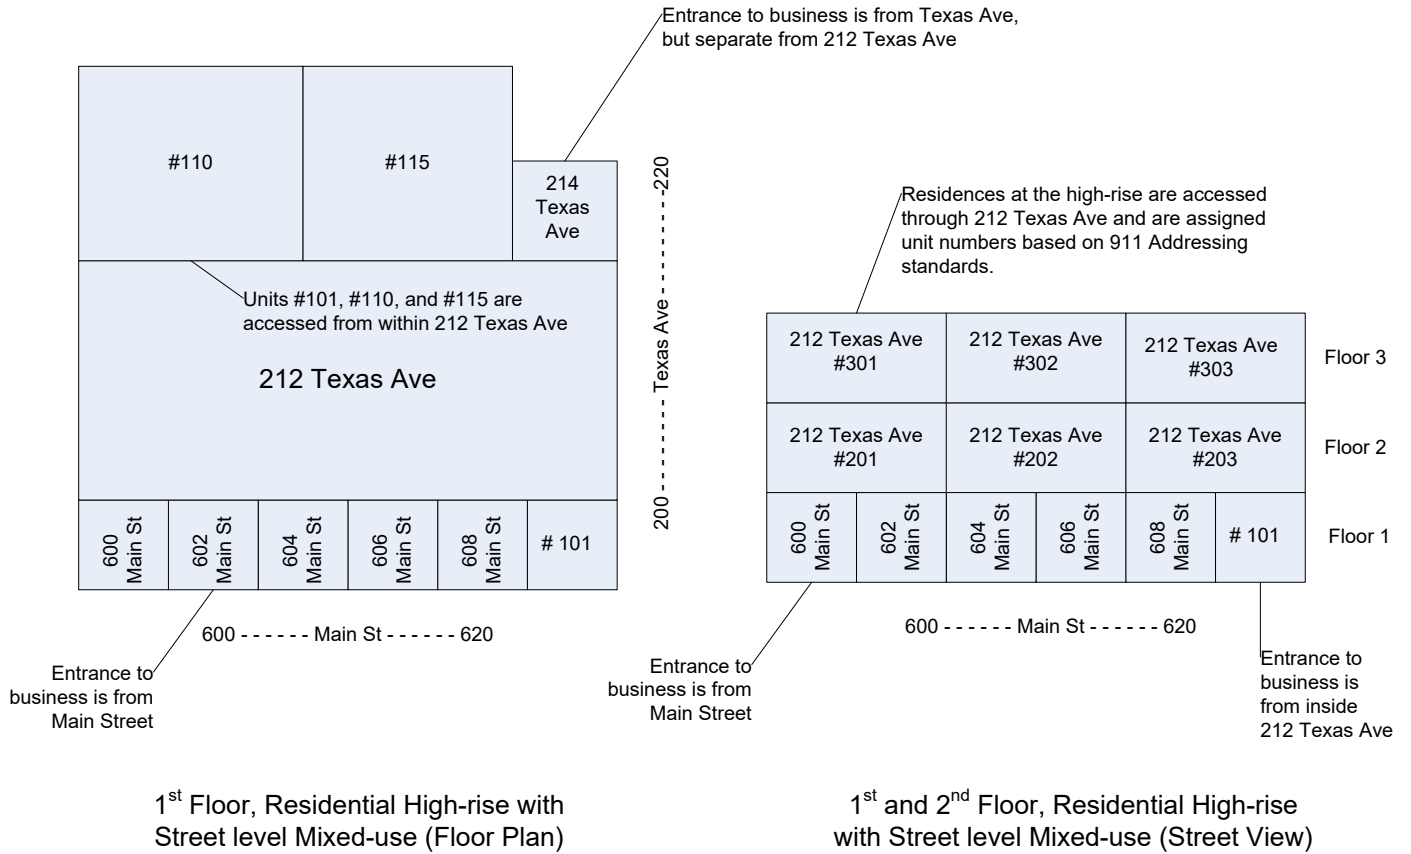 Entrance to business is from Texas Ave,
but separate from 212 Texas Ave
#110
#115
214
Texas
Ave
Units #101, #110, and #115 are
accessed from within 212 Texas Ave
212 Texas Ave
600
Main St
602
Main St
604
Main St
606
Main St
608
Main St
# 101
200 - - - - - - Texas Ave - - - - - - 220
600 - - - - - - Main St - - - - - - 620
Entrance to
business is from
Main Street
1st Floor, Residential High-rise with
Street level Mixed-use (Floor Plan)
Residences at the high-rise are accessed
through 212 Texas Ave and are assigned
unit numbers based on 911 Addressing
standards.
212 Texas Ave
#301
212 Texas Ave
#302
212 Texas Ave
#303
Floor 3
212 Texas Ave
#201
212 Texas Ave
#202
212 Texas Ave
#203
Floor 2
600
Main St
602
Main St
604
Main St
606
Main St
608
Main St
# 101
Floor 1
600 - - - - - - Main St - - - - - - 620
Entrance to
business is from
Main Street
Entrance to
business is
from inside
212 Texas Ave
1st and 2nd Floor, Residential High-rise
with Street level Mixed-use (Street View)